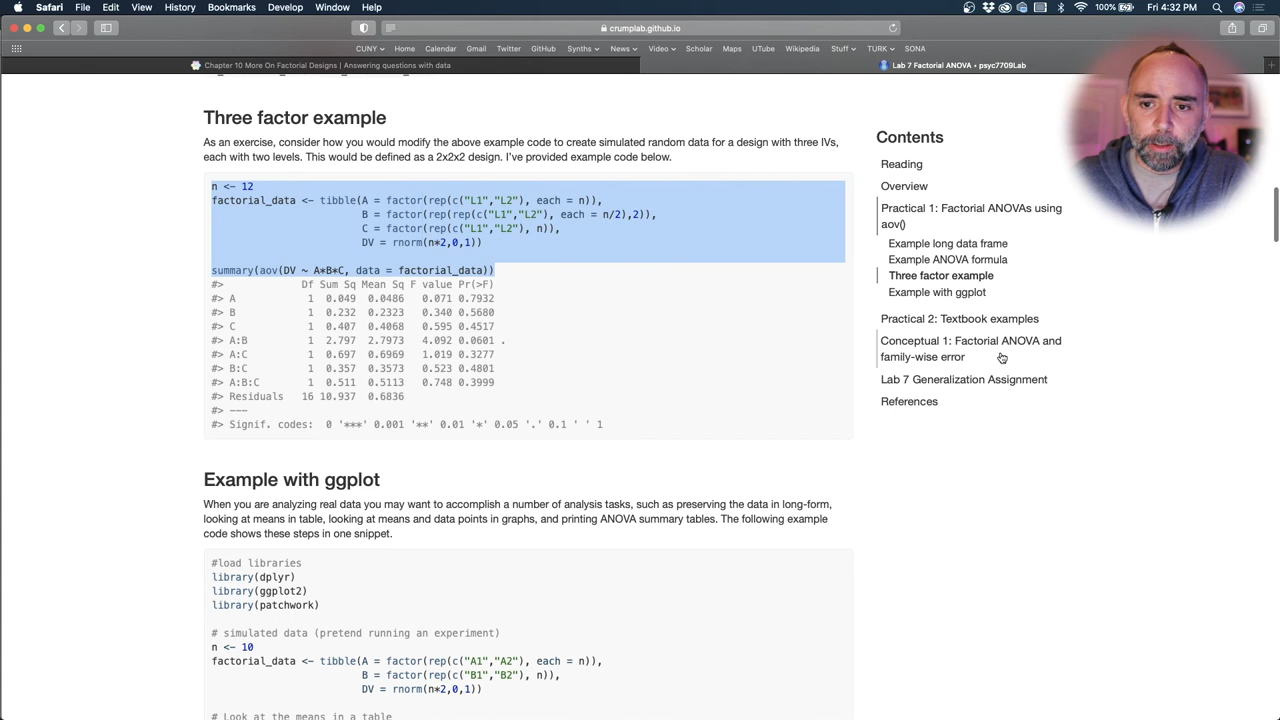 Safari File Edit View History Bookmarks Develop Window Help 100% Fri 4:32 PM
crumplab.github.io
CUNY Home Calendar Gmail Twitter GitHub Synths News Video Scholar Maps UTube Wikipedia Stuff TURK SONA
Chapter 10 More On Factorial Designs | Answering questions with data
Lab 7 Factorial ANOVA • psyc7709Lab
Three factor example
As an exercise, consider how you would modify the above example code to create simulated random data for a design with three IVs,
each with two levels. This would be defined as a 2x2x2 design. I've provided example code below.
n <- 12
factorial_data <- tibble(A = factor(rep(c("L1","L2"), each = n)),
B = factor(rep(rep(c("L1","L2"), each = n/2),2)),
C = factor(rep(c("L1","L2"), n)),
DV = rnorm(n*2,0,1))
summary(aov(DV ~ A*B*C, data = factorial_data))
#> Df Sum Sq Mean Sq F value Pr(>F)
#> A 1 0.049 0.0486 0.071 0.7932
#> B 1 0.232 0.2323 0.340 0.5680
#> C 1 0.407 0.4068 0.595 0.4517
#> A:B 1 2.797 2.7973 4.092 0.0601 .
#> A:C 1 0.697 0.6969 1.019 0.3277
#> B:C 1 0.357 0.3573 0.523 0.4801
#> A:B:C 1 0.511 0.5113 0.748 0.3999
#> Residuals 16 10.937 0.6836
#> ---
#> Signif. codes: 0 '***' 0.001 '**' 0.01 '*' 0.05 '.' 0.1 ' ' 1
Example with ggplot
When you are analyzing real data you may want to accomplish a number of analysis tasks, such as preserving the data in long-form,
looking at means in table, looking at means and data points in graphs, and printing ANOVA summary tables. The following example
code shows these steps in one snippet.
#load libraries
library(dplyr)
library(ggplot2)
library(patchwork)
# simulated data (pretend running an experiment)
n <- 10
factorial_data <- tibble(A = factor(rep(c("A1","A2"), each = n)),
B = factor(rep(c("B1","B2"), n)),
DV = rnorm(n*2,0,1))
# Look at the means in a table
Contents
Reading
Overview
Practical 1: Factorial ANOVAs using
aov()
Example long data frame
Example ANOVA formula
Three factor example
Example with ggplot
Practical 2: Textbook examples
Conceptual 1: Factorial ANOVA and
family-wise error
Lab 7 Generalization Assignment
References